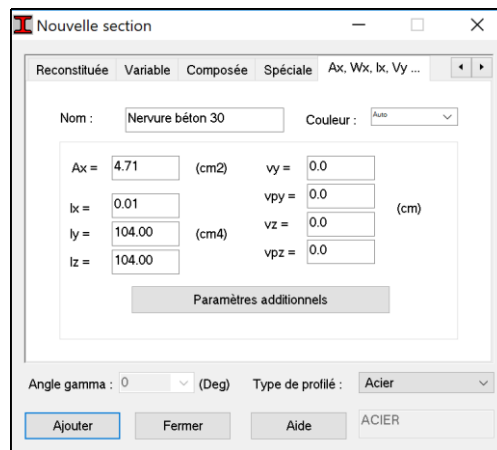 Nouvelle section
Reconstituée Variable Composée Spéciale Ax, Wx, Ix, Vy ...
Nom : Nervure béton 30 Couleur : Auto
Ax = 4.71 (cm2) vy = 0.0
vpy = 0.0
Ix = 0.01 (cm)
vz = 0.0
Iy = 104.00 (cm4)
vpz = 0.0
Iz = 104.00
Paramètres additionnels
Angle gamma : 0 (Deg) Type de profilé : Acier
Ajouter Fermer Aide ACIER